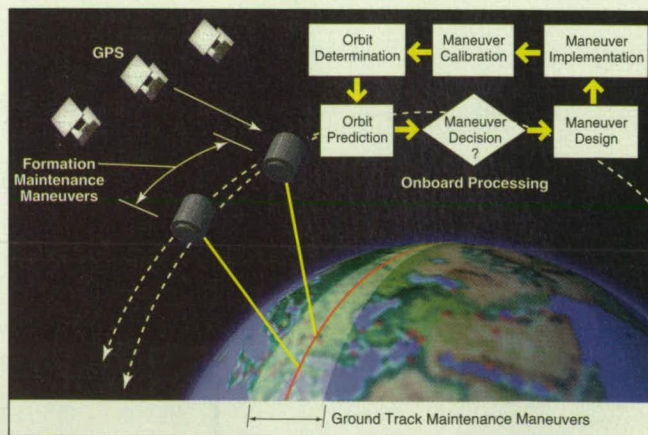 GPS
Orbit
Determination
Maneuver
Calibration
Maneuver
Implementation
Orbit
Prediction
Maneuver
Decision
?
Maneuver
Design
Onboard Processing
Formation
Maintenance
Maneuvers
Ground Track Maintenance Maneuvers